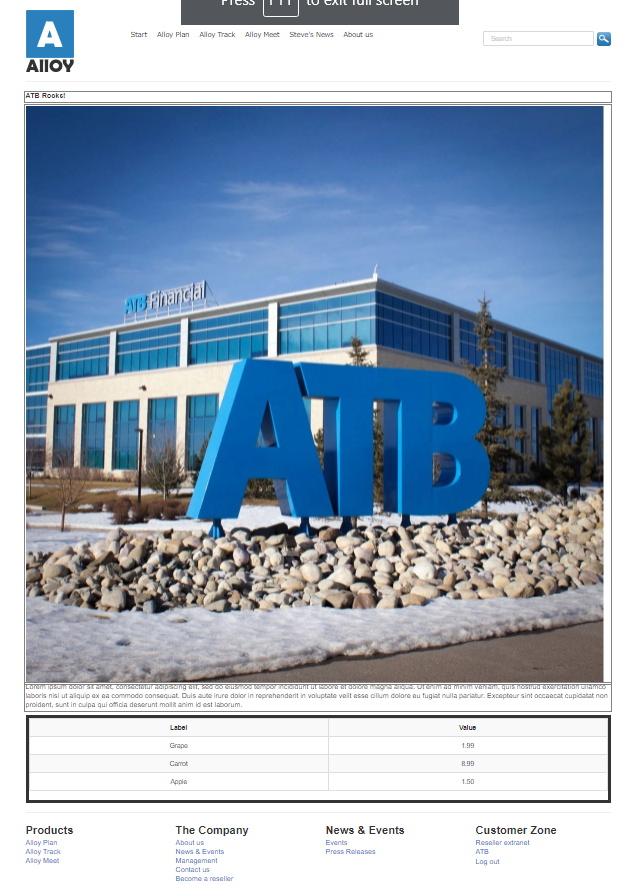 Press F11 to exit full screen
A
Alloy
Start Alloy Plan Alloy Track Alloy Meet Steve's News About us
Search
ATB Rocks!
ATB Financial
ATB
Lorem ipsum dolor sit amet, consectetur adipiscing elit, sed do eiusmod tempor incididunt ut labore et dolore magna aliqua. Ut enim ad minim veniam, quis nostrud exercitation ullamco
laboris nisi ut aliquip ex ea commodo consequat. Duis aute irure dolor in reprehenderit in voluptate velit esse cillum dolore eu fugiat nulla pariatur. Excepteur sint occaecat cupidatat non
proident, sunt in culpa qui officia deserunt mollit anim id est laborum.
Label Value
Grape 1.99
Carrot 8.99
Apple 1.50
Products The Company News & Events Customer Zone
Alloy Plan About us Events Reseller extranet
Alloy Track News & Events Press Releases ATB
Alloy Meet Management Log out
Contact us
Become a reseller